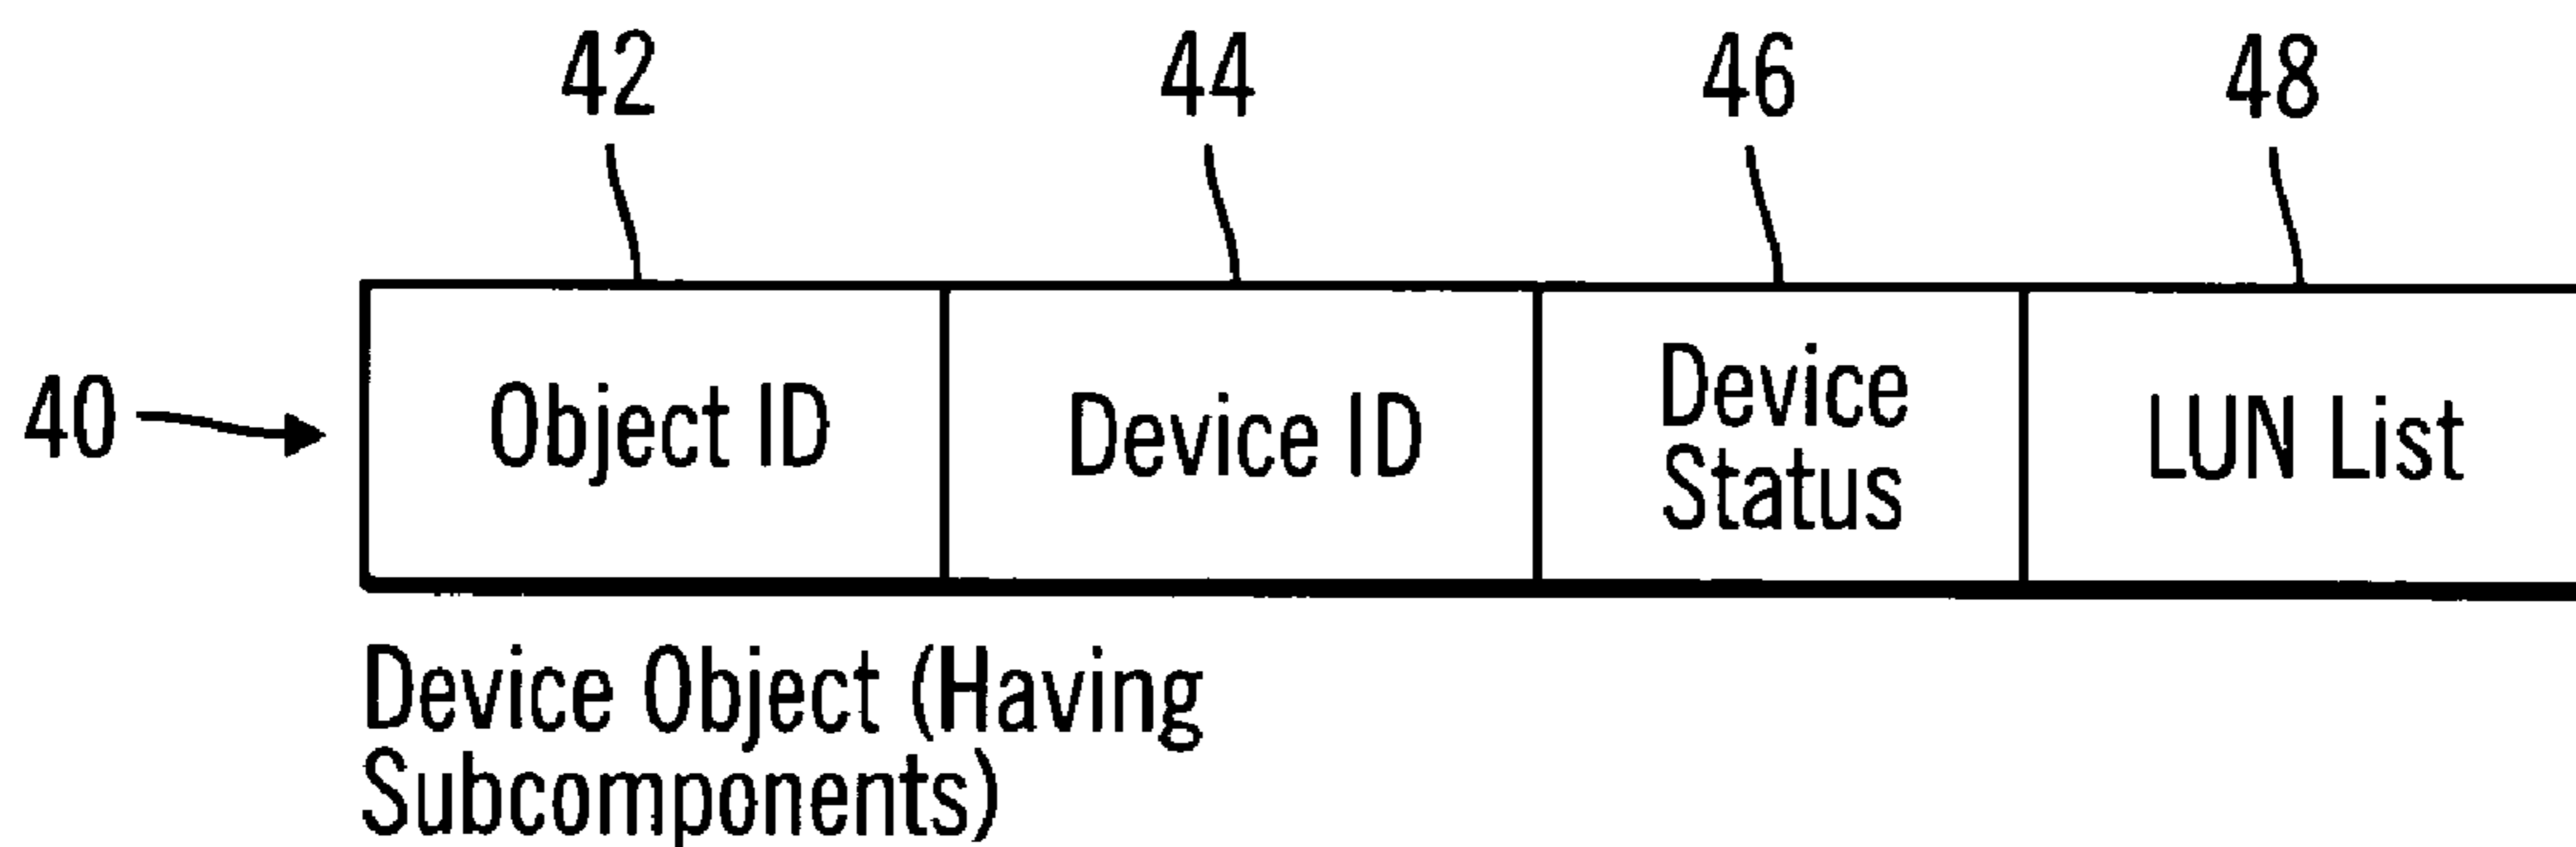 42 44 46 48
40
Object ID
Device ID
Device
Status
LUN List
Device Object (Having
Subcomponents)